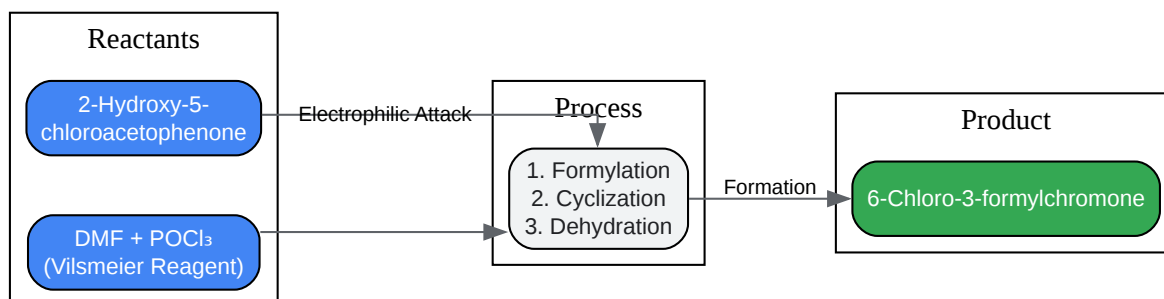 Reactants
2-Hydroxy-5-
chloroacetophenone
DMF + POCl₃
(Vilsmeier Reagent)
Electrophilic Attack
Process
1. Formylation
2. Cyclization
3. Dehydration
Formation
Product
6-Chloro-3-formylchromone